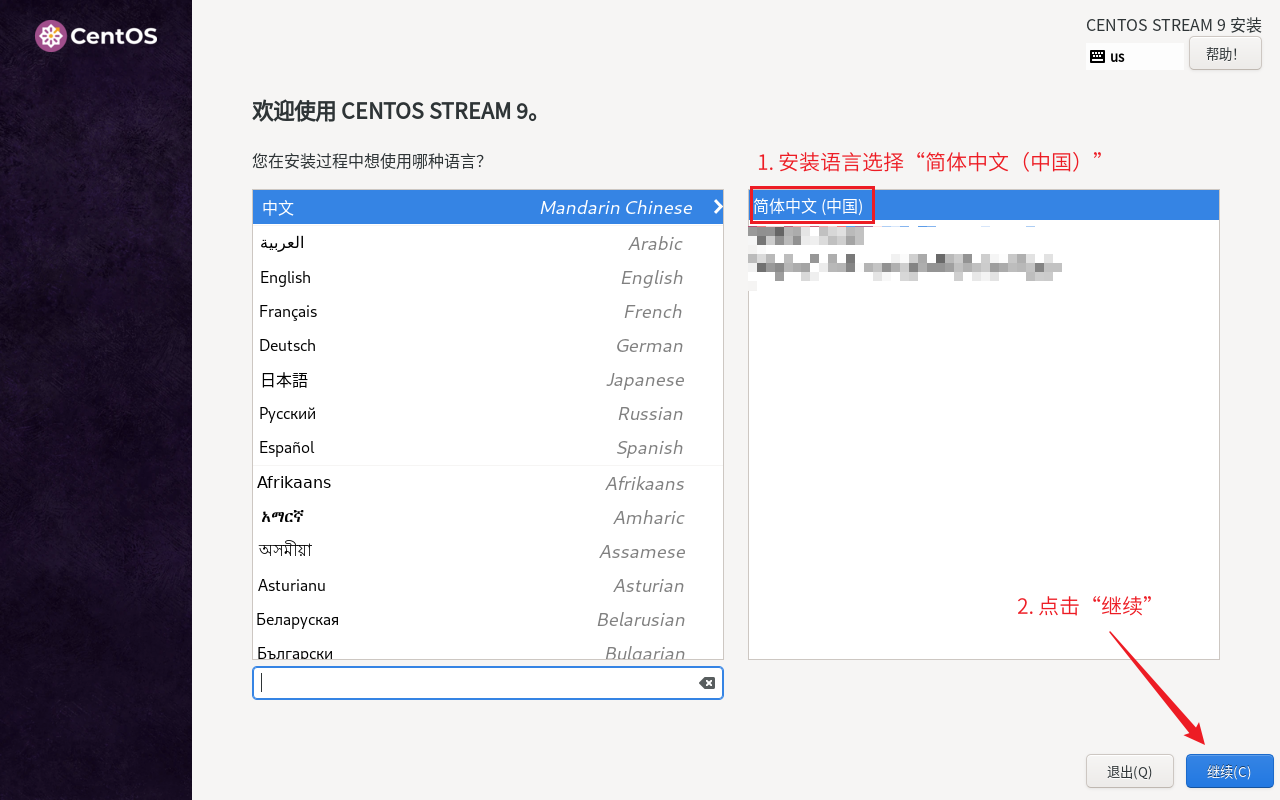 CentOS
CENTOS STREAM 9 安装
us
帮助!
欢迎使用 CENTOS STREAM 9。
您在安装过程中想使用哪种语言?
1. 安装语言选择“简体中文（中国）”
中文 Mandarin Chinese
العربية Arabic
English English
Français French
Deutsch German
日本語 Japanese
Русский Russian
Español Spanish
Afrikaans Afrikaans
አማርኛ Amharic
অসমীয়া Assamese
Asturianu Asturian
Беларуская Belarusian
Български Bulgarian
简体中文 (中国)
2. 点击“继续”
退出(Q)
继续(C)